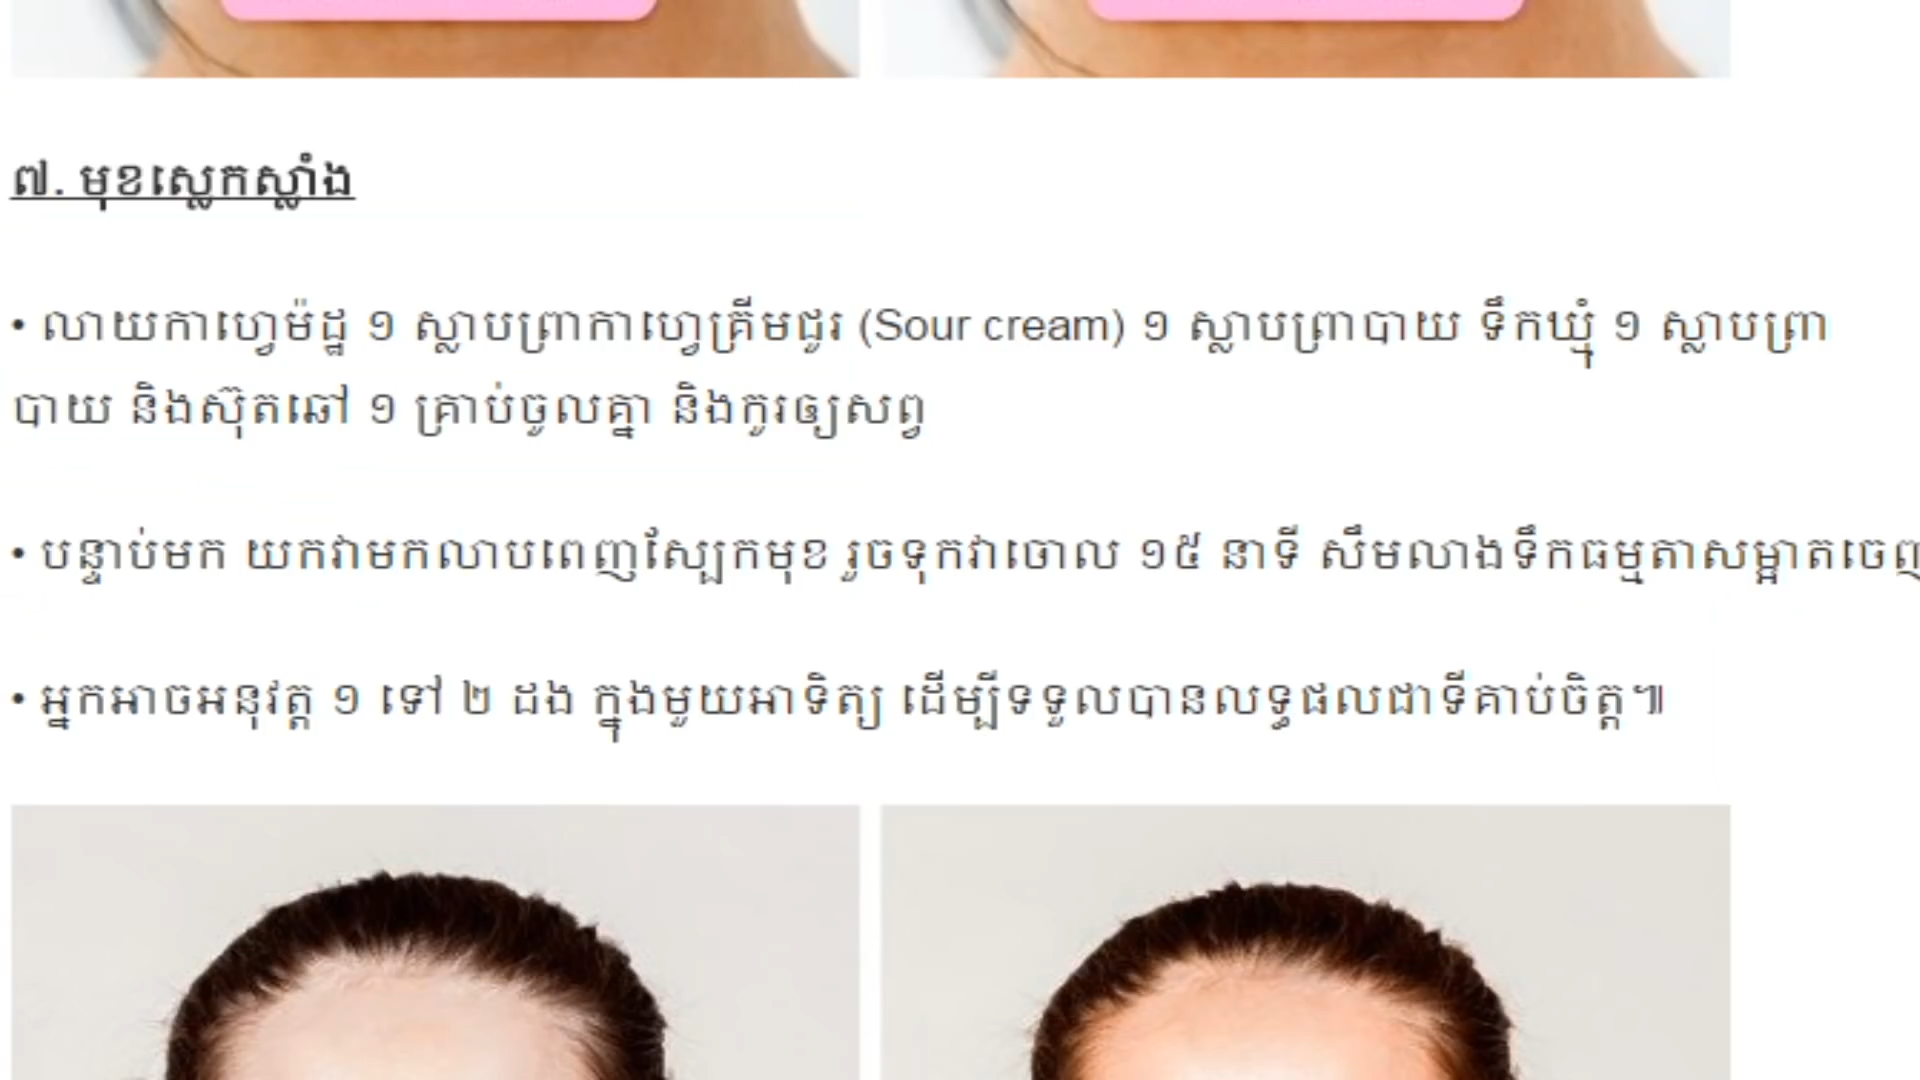 ៧. មុខស្លេកស្លាំង
• លាយកាហ្វេម៉ដ្ឋ ១ ស្លាបព្រាកាហ្វេគ្រីមជូរ (Sour cream) ១ ស្លាបព្រាបាយ ទឹកឃ្មុំ ១ ស្លាបព្រា
បាយ និងស៊ុតឆៅ ១ គ្រាប់ចូលគ្នា និងកូរឲ្យសព្វ
• បន្ទាប់មក យកវាមកលាបពេញស្បែកមុខ រួចទុកវាចោល ១៥ នាទី សឹមលាងទឹកធម្មតាសម្អាតចេញ
• អ្នកអាចអនុវត្ត ១ ទៅ ២ ដង ក្នុងមួយអាទិត្យ ដើម្បីទទួលបានលទ្ធផលជាទីគាប់ចិត្ត៕